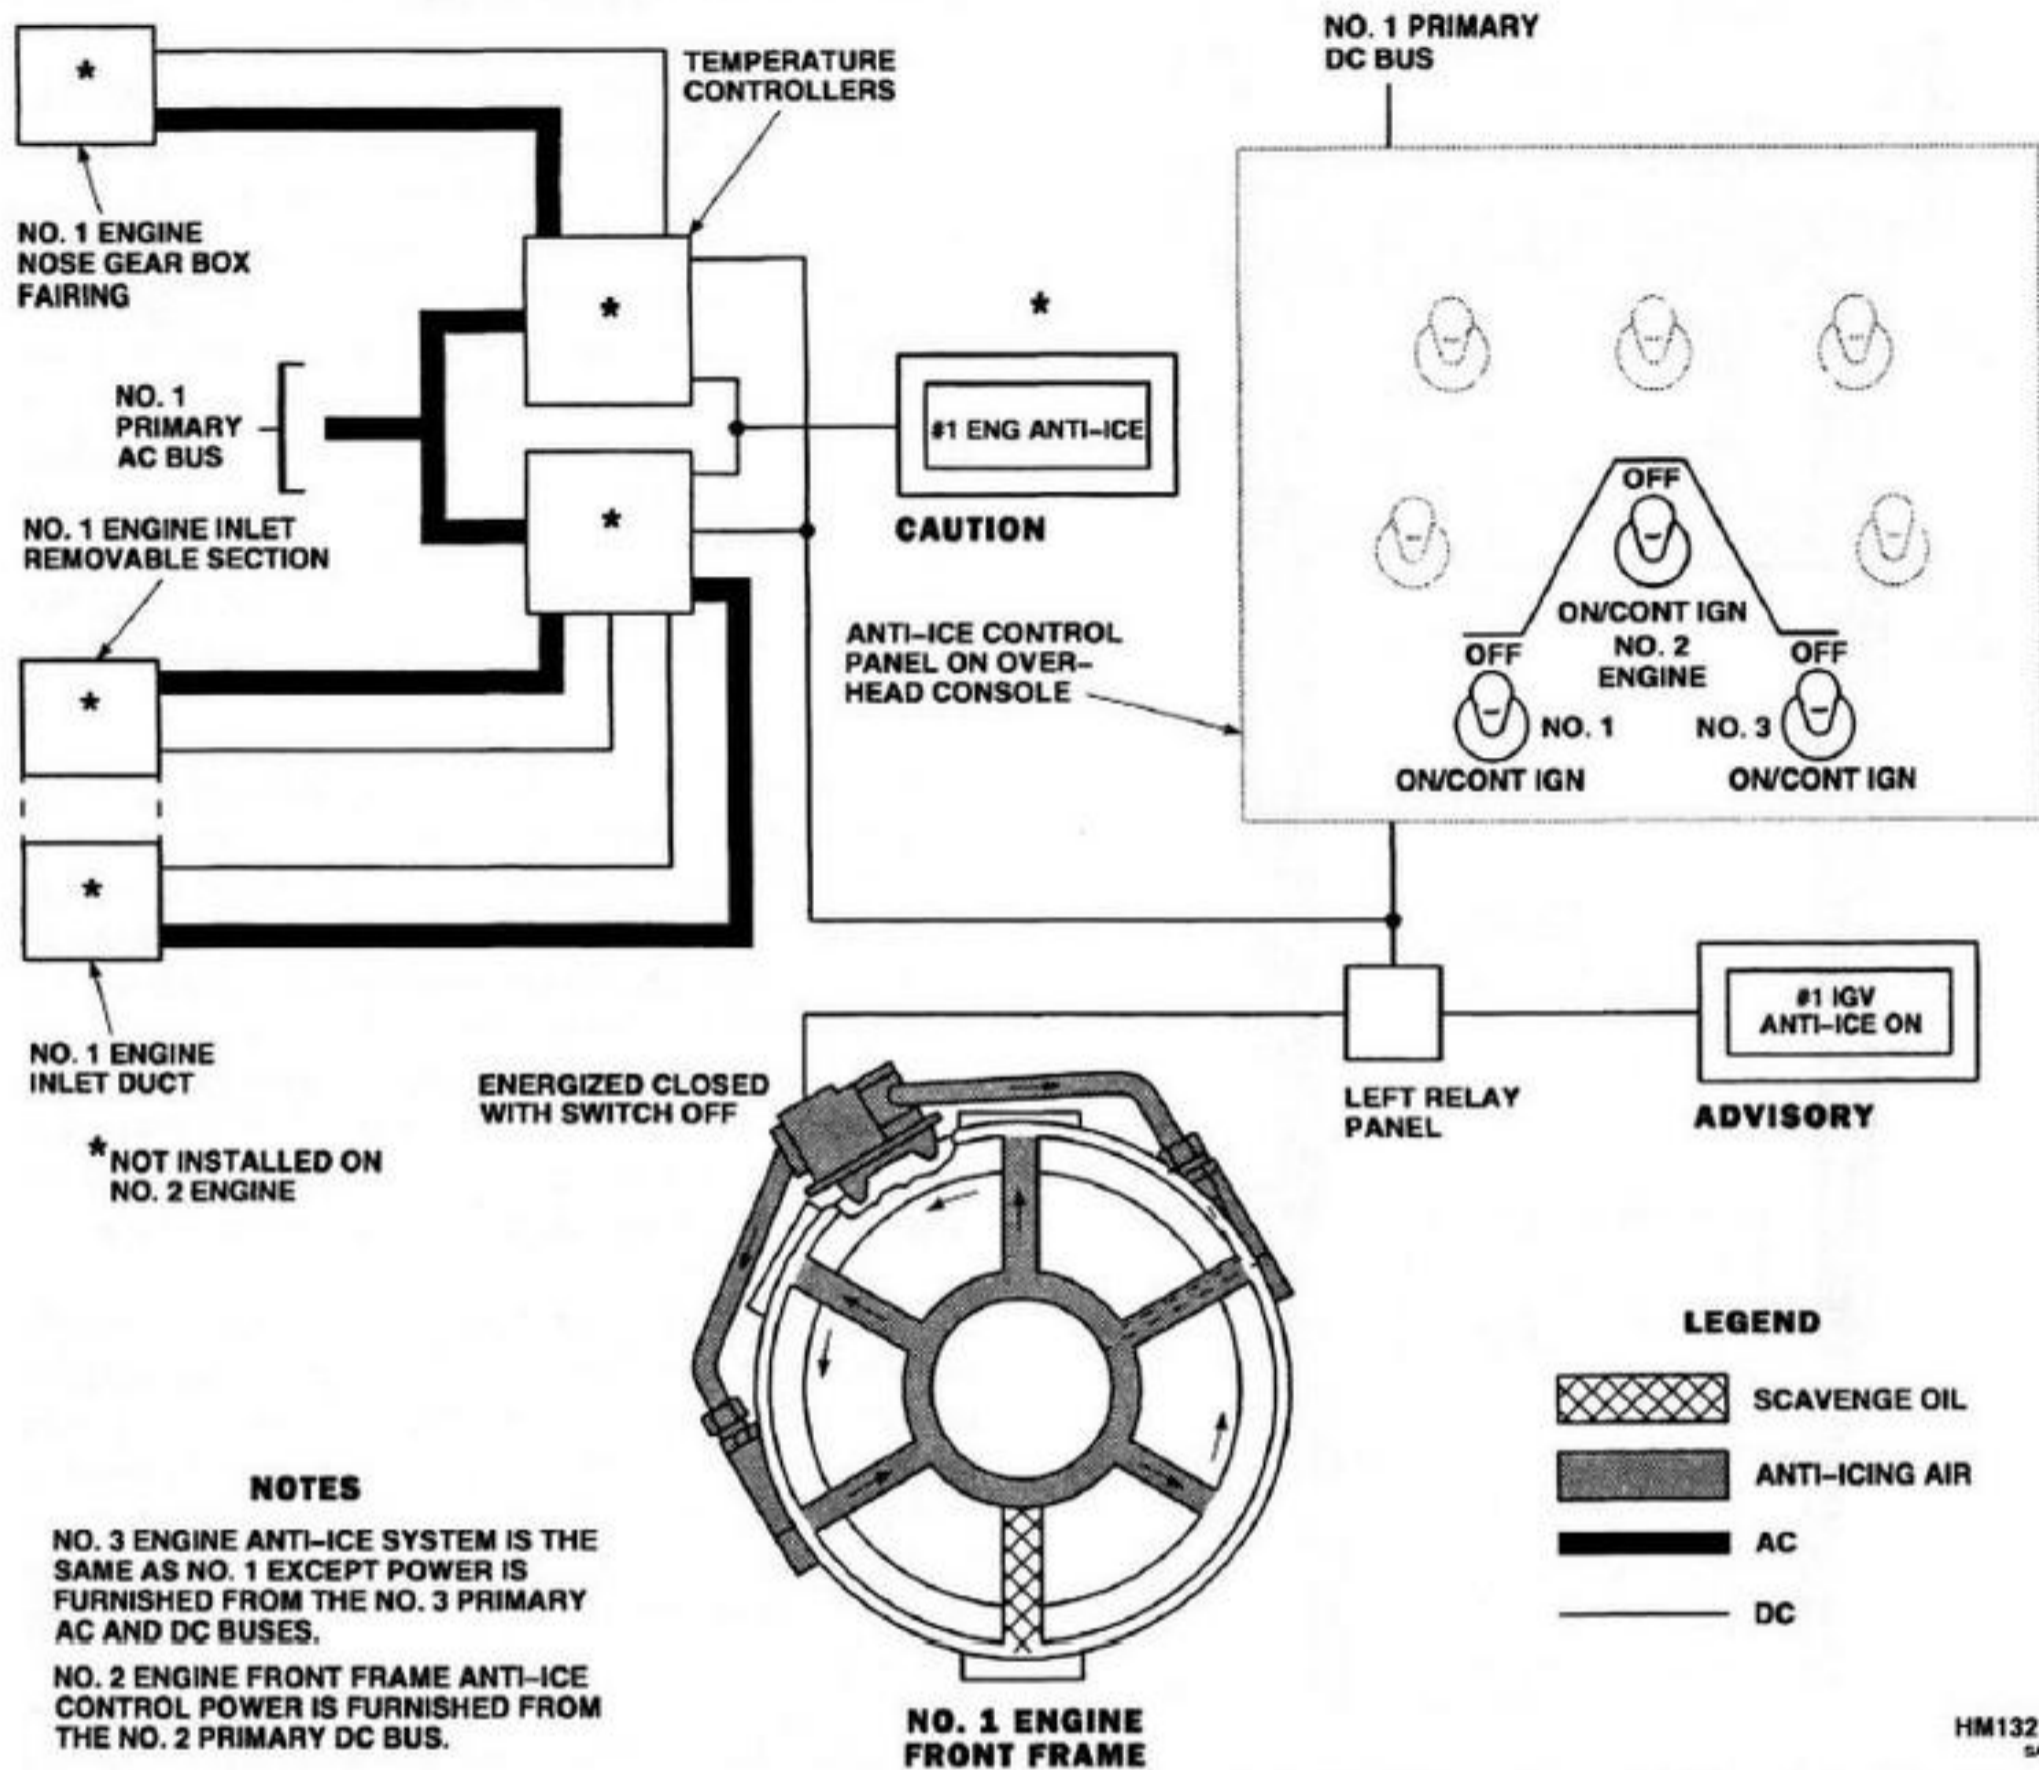 NO. 1 PRIMARY
DC BUS
TEMPERATURE
CONTROLLERS
*
NO. 1 ENGINE
NOSE GEAR BOX
FAIRING
*
*
NO. 1
PRIMARY
AC BUS
#1 ENG ANTI-ICE
CAUTION
NO. 1 ENGINE INLET
REMOVABLE SECTION
*
*
OFF
ON/CONT IGN
NO. 2
ENGINE
OFF
NO. 1
ON/CONT IGN
OFF
NO. 3
ON/CONT IGN
ANTI-ICE CONTROL
PANEL ON OVER-
HEAD CONSOLE
*
NO. 1 ENGINE
INLET DUCT
*NOT INSTALLED ON
NO. 2 ENGINE
ENERGIZED CLOSED
WITH SWITCH OFF
LEFT RELAY
PANEL
#1 IGV
ANTI-ICE ON
ADVISORY
LEGEND
SCAVENGE OIL
ANTI-ICING AIR
AC
DC
NOTES
NO. 3 ENGINE ANTI-ICE SYSTEM IS THE
SAME AS NO. 1 EXCEPT POWER IS
FURNISHED FROM THE NO. 3 PRIMARY
AC AND DC BUSES.
NO. 2 ENGINE FRONT FRAME ANTI-ICE
CONTROL POWER IS FURNISHED FROM
THE NO. 2 PRIMARY DC BUS.
NO. 1 ENGINE
FRONT FRAME
HM132